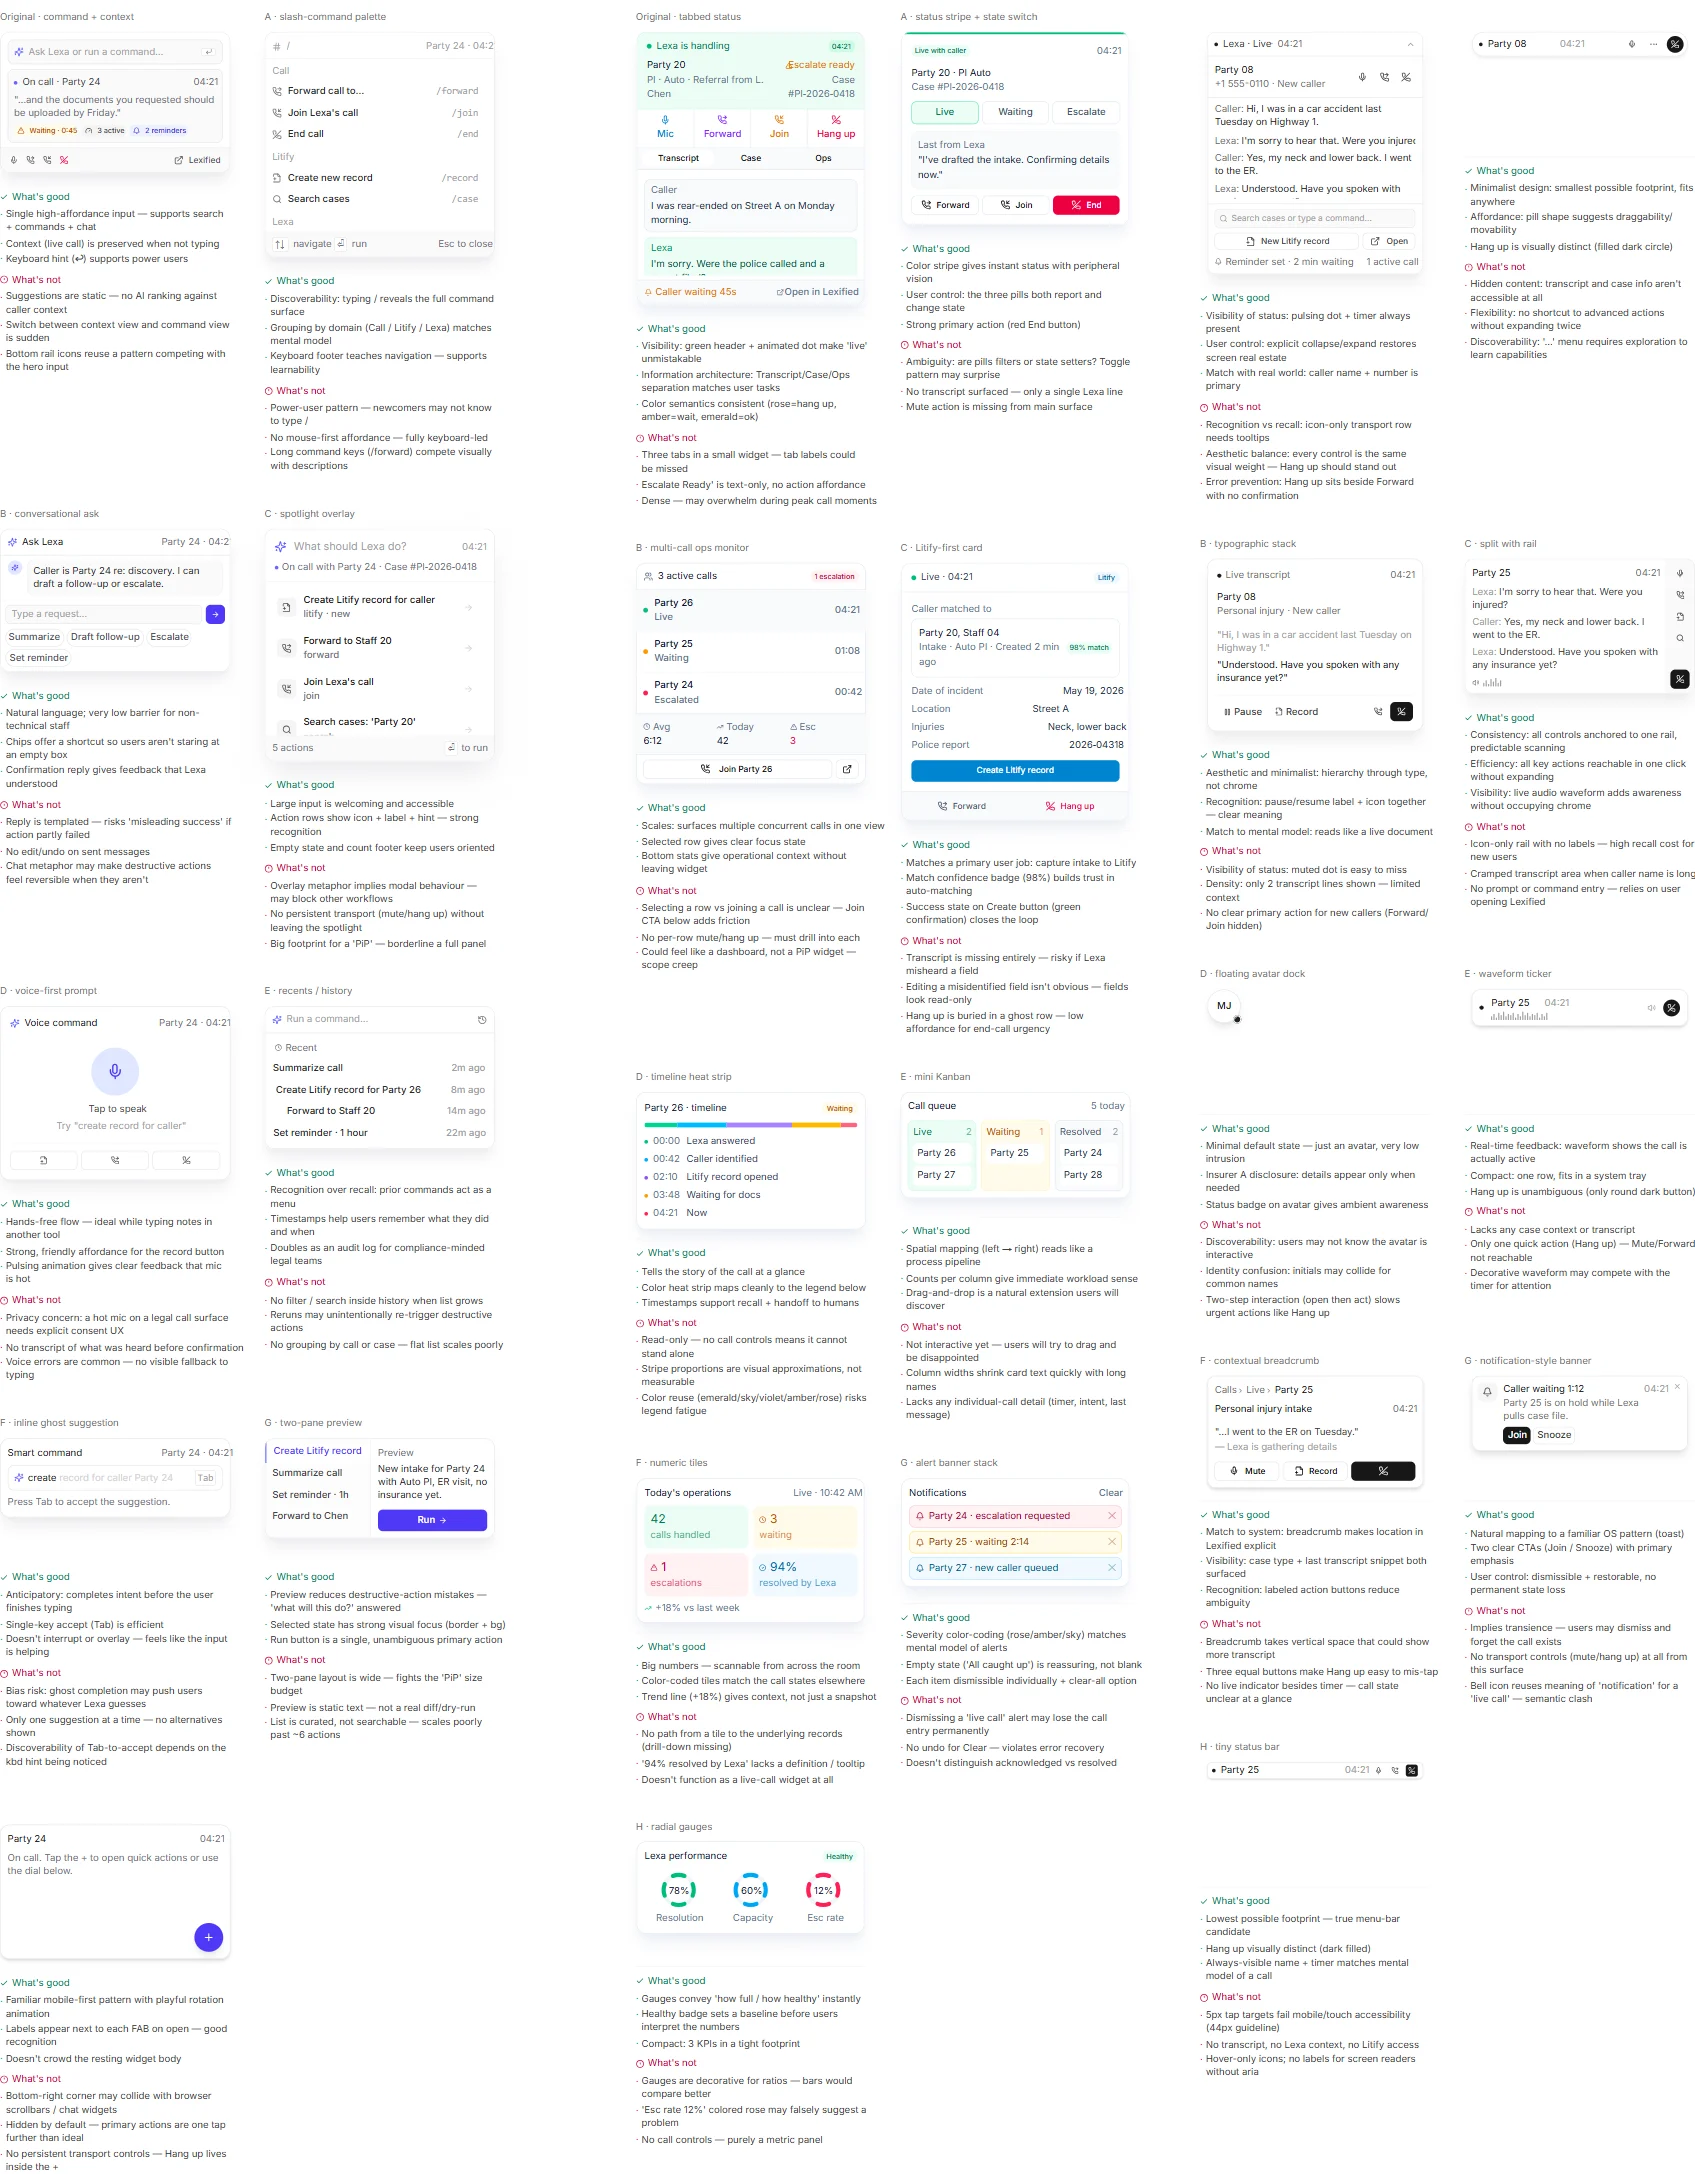 Original · command + context
Ask Lexa or run a command...
On call · Party 24 04:21
"...and the documents you requested should
be uploaded by Friday."
Waiting · 0:45 3 active 2 reminders
Lexified
What's good
· Single high-affordance input — supports search
+ commands + chat
· Context (live call) is preserved when not typing
· Keyboard hint (↵) supports power users
What's not
· Suggestions are static — no AI ranking against
caller context
· Switch between context view and command view
is sudden
· Bottom rail icons reuse a pattern competing with
the hero input
A · slash-command palette
# / Party 24 · 04:2
Call
Forward call to... /forward
Join Lexa's call /join
End call /end
Litify
Create new record /record
Search cases /case
Lexa
navigate run Esc to close
What's good
· Discoverability: typing / reveals the full command
surface
· Grouping by domain (Call / Litify / Lexa) matches
mental model
· Keyboard footer teaches navigation — supports
learnability
What's not
· Power-user pattern — newcomers may not know
to type /
· No mouse-first affordance — fully keyboard-led
· Long command keys (/forward) compete visually
with descriptions
B · conversational ask
Ask Lexa Party 24 · 04:2
Caller is Party 24 re: discovery. I can
draft a follow-up or escalate.
Type a request...
Summarize Draft follow-up Escalate
Set reminder
What's good
· Natural language; very low barrier for non-
technical staff
· Chips offer a shortcut so users aren't staring at
an empty box
· Confirmation reply gives feedback that Lexa
understood
What's not
· Reply is templated — risks 'misleading success' if
action partly failed
· No edit/undo on sent messages
· Chat metaphor may make destructive actions
feel reversible when they aren't
C · spotlight overlay
What should Lexa do? 04:21
On call with Party 24 · Case #PI-2026-0418
Create Litify record for caller
litify · new
Forward to Staff 20
forward
Join Lexa's call
join
Search cases: 'Party 20'
5 actions to run
What's good
· Large input is welcoming and accessible
· Action rows show icon + label + hint — strong
recognition
· Empty state and count footer keep users oriented
What's not
· Overlay metaphor implies modal behaviour —
may block other workflows
· No persistent transport (mute/hang up) without
leaving the spotlight
· Big footprint for a 'PiP' — borderline a full panel
D · voice-first prompt
Voice command Party 24 · 04:21
Tap to speak
Try "create record for caller"
What's good
· Hands-free flow — ideal while typing notes in
another tool
· Strong, friendly affordance for the record button
· Pulsing animation gives clear feedback that mic
is hot
What's not
· Privacy concern: a hot mic on a legal call surface
needs explicit consent UX
· No transcript of what was heard before confirmation
· Voice errors are common — no visible fallback to
typing
E · recents / history
Run a command...
Recent
Summarize call 2m ago
Create Litify record for Party 26 8m ago
Forward to Staff 20 14m ago
Set reminder · 1 hour 22m ago
What's good
· Recognition over recall: prior commands act as a
menu
· Timestamps help users remember what they did
and when
· Doubles as an audit log for compliance-minded
legal teams
What's not
· No filter / search inside history when list grows
· Reruns may unintentionally re-trigger destructive
actions
· No grouping by call or case — flat list scales poorly
F · inline ghost suggestion
Smart command Party 24 · 04:21
create record for caller Party 24 Tab
Press Tab to accept the suggestion.
What's good
· Anticipatory: completes intent before the user
finishes typing
· Single-key accept (Tab) is efficient
· Doesn't interrupt or overlay — feels like the input
is helping
What's not
· Bias risk: ghost completion may push users
toward whatever Lexa guesses
· Only one suggestion at a time — no alternatives
shown
· Discoverability of Tab-to-accept depends on the
kbd hint being noticed
G · two-pane preview
Create Litify record
Summarize call
Set reminder · 1h
Forward to Chen
Preview
New intake for Party 24
with Auto PI, ER visit, no
insurance yet.
Run →
What's good
· Preview reduces destructive-action mistakes —
'what will this do?' answered
· Selected state has strong visual focus (border + bg)
· Run button is a single, unambiguous primary action
What's not
· Two-pane layout is wide — fights the 'PiP' size
budget
· Preview is static text — not a real diff/dry-run
· List is curated, not searchable — scales poorly
past ~6 actions
Party 24 04:21
On call. Tap the + to open quick actions or use
the dial below.
+
What's good
· Familiar mobile-first pattern with playful rotation
animation
· Labels appear next to each FAB on open — good
recognition
· Doesn't crowd the resting widget body
What's not
· Bottom-right corner may collide with browser
scrollbars / chat widgets
· Hidden by default — primary actions are one tap
further than ideal
· No persistent transport controls — Hang up lives
inside the +
Original · tabbed status
Lexa is handling 04:21
Party 20 Escalate ready
PI · Auto · Referral from L. Chen
Case #PI-2026-0418
Mic Forward Join Hang up
Transcript Case Ops
Caller
I was rear-ended on Street A on Monday
morning.
Lexa
I'm sorry. Were the police called and a
Caller waiting 45s Open in Lexified
What's good
· Visibility: green header + animated dot make 'live'
unmistakable
· Information architecture: Transcript/Case/Ops
separation matches user tasks
· Color semantics consistent (rose=hang up,
amber=wait, emerald=ok)
What's not
· Three tabs in a small widget — tab labels could
be missed
· Escalate Ready' is text-only, no action affordance
· Dense — may overwhelm during peak call moments
A · status stripe + state switch
Live with caller 04:21
Party 20 · PI Auto
Case #PI-2026-0418
Live Waiting Escalate
Last from Lexa
"I've drafted the intake. Confirming details
now."
Forward Join End
What's good
· Color stripe gives instant status with peripheral
vision
· User control: the three pills both report and
change state
· Strong primary action (red End button)
What's not
· Ambiguity: are pills filters or state setters? Toggle
pattern may surprise
· No transcript surfaced — only a single Lexa line
· Mute action is missing from main surface
B · multi-call ops monitor
3 active calls 1 escalation
Party 26 04:21
Live
Party 25 01:08
Waiting
Party 24 00:42
Escalated
Avg Today Esc
6:12 42 3
Join Party 26
What's good
· Scales: surfaces multiple concurrent calls in one view
· Selected row gives clear focus state
· Bottom stats give operational context without
leaving widget
What's not
· Selecting a row vs joining a call is unclear — Join
CTA below adds friction
· No per-row mute/hang up — must drill into each
· Could feel like a dashboard, not a PiP widget —
scope creep
C · Litify-first card
Live · 04:21 Litify
Caller matched to
Party 20, Staff 04
Intake · Auto PI · Created 2 min ago
98% match
Date of incident May 19, 2026
Location Street A
Injuries Neck, lower back
Police report 2026-04318
Create Litify record
Forward Hang up
What's good
· Matches a primary user job: capture intake to Litify
· Match confidence badge (98%) builds trust in
auto-matching
· Success state on Create button (green
confirmation) closes the loop
What's not
· Transcript is missing entirely — risky if Lexa
misheard a field
· Editing a misidentified field isn't obvious — fields
look read-only
· Hang up is buried in a ghost row — low
affordance for end-call urgency
D · timeline heat strip
Party 26 · timeline Waiting
00:00 Lexa answered
00:42 Caller identified
02:10 Litify record opened
03:48 Waiting for docs
04:21 Now
What's good
· Tells the story of the call at a glance
· Color heat strip maps cleanly to the legend below
· Timestamps support recall + handoff to humans
What's not
· Read-only — no call controls means it cannot
stand alone
· Stripe proportions are visual approximations, not
measurable
· Color reuse (emerald/sky/violet/amber/rose) risks
legend fatigue
E · mini Kanban
Call queue 5 today
Live 2 Waiting 1 Resolved 2
Party 26 Party 25 Party 24
Party 27 Party 28
What's good
· Spatial mapping (left → right) reads like a
process pipeline
· Counts per column give immediate workload sense
· Drag-and-drop is a natural extension users will
discover
What's not
· Not interactive yet — users will try to drag and
be disappointed
· Column widths shrink card text quickly with long
names
· Lacks any individual-call detail (timer, intent, last
message)
F · numeric tiles
Today's operations Live · 10:42 AM
42
calls handled
3
waiting
1
escalations
94%
resolved by Lexa
+18% vs last week
What's good
· Big numbers — scannable from across the room
· Color-coded tiles match the call states elsewhere
· Trend line (+18%) gives context, not just a snapshot
What's not
· No path from a tile to the underlying records
(drill-down missing)
· '94% resolved by Lexa' lacks a definition / tooltip
· Doesn't function as a live-call widget at all
G · alert banner stack
Notifications Clear
Party 24 · escalation requested
Party 25 · waiting 2:14
Party 27 · new caller queued
What's good
· Severity color-coding (rose/amber/sky) matches
mental model of alerts
· Empty state ('All caught up') is reassuring, not blank
· Each item dismissible individually + clear-all option
What's not
· Dismissing a 'live call' alert may lose the call
entry permanently
· No undo for Clear — violates error recovery
· Doesn't distinguish acknowledged vs resolved
H · radial gauges
Lexa performance Healthy
78% 60% 12%
Resolution Capacity Esc rate
What's good
· Gauges convey 'how full / how healthy' instantly
· Healthy badge sets a baseline before users
interpret the numbers
· Compact: 3 KPIs in a tight footprint
What's not
· Gauges are decorative for ratios — bars would
compare better
· 'Esc rate 12%' colored rose may falsely suggest a
problem
· No call controls — purely a metric panel
Lexa · Live 04:21
Party 08
+1 555-0110 · New caller
Caller: Hi, I was in a car accident last
Tuesday on Highway 1.
Lexa: I'm sorry to hear that. Were you injured
Caller: Yes, my neck and lower back. I went
to the ER.
Lexa: Understood. Have you spoken with
Search cases or type a command...
New Litify record Open
Reminder set · 2 min waiting 1 active call
What's good
· Visibility of status: pulsing dot + timer always
present
· User control: explicit collapse/expand restores
screen real estate
· Match with real world: caller name + number is
primary
What's not
· Recognition vs recall: icon-only transport row
needs tooltips
· Aesthetic balance: every control is the same
visual weight — Hang up should stand out
· Error prevention: Hang up sits beside Forward
with no confirmation
Party 08 04:21
What's good
· Minimalist design: smallest possible footprint, fits
anywhere
· Affordance: pill shape suggests draggability/
movability
· Hang up is visually distinct (filled dark circle)
What's not
· Hidden content: transcript and case info aren't
accessible at all
· Flexibility: no shortcut to advanced actions
without expanding twice
· Discoverability: '...' menu requires exploration to
learn capabilities
B · typographic stack
Live transcript 04:21
Party 08
Personal injury · New caller
"Hi, I was in a car accident last Tuesday on
Highway 1."
"Understood. Have you spoken with any
insurance yet?"
Pause Record
What's good
· Aesthetic and minimalist: hierarchy through type,
not chrome
· Recognition: pause/resume label + icon together
— clear meaning
· Match to mental model: reads like a live document
What's not
· Visibility of status: muted dot is easy to miss
· Density: only 2 transcript lines shown — limited
context
· No clear primary action for new callers (Forward/
Join hidden)
C · split with rail
Party 25 04:21
Lexa: I'm sorry to hear that. Were you
injured?
Caller: Yes, my neck and lower back. I
went to the ER.
Lexa: Understood. Have you spoken with
any insurance yet?
What's good
· Consistency: all controls anchored to one rail,
predictable scanning
· Efficiency: all key actions reachable in one click
without expanding
· Visibility: live audio waveform adds awareness
without occupying chrome
What's not
· Icon-only rail with no labels — high recall cost for
new users
· Cramped transcript area when caller name is long
· No prompt or command entry — relies on user
opening Lexified
D · floating avatar dock
MJ
What's good
· Minimal default state — just an avatar, very low
intrusion
· Insurer A disclosure: details appear only when
needed
· Status badge on avatar gives ambient awareness
What's not
· Discoverability: users may not know the avatar is
interactive
· Identity confusion: initials may collide for
common names
· Two-step interaction (open then act) slows
urgent actions like Hang up
E · waveform ticker
Party 25 04:21
What's good
· Real-time feedback: waveform shows the call is
actually active
· Compact: one row, fits in a system tray
· Hang up is unambiguous (only round dark button)
What's not
· Lacks any case context or transcript
· Only one quick action (Hang up) — Mute/Forward
not reachable
· Decorative waveform may compete with the
timer for attention
F · contextual breadcrumb
Calls › Live › Party 25
Personal injury intake 04:21
"...I went to the ER on Tuesday."
— Lexa is gathering details
Mute Record
What's good
· Match to system: breadcrumb makes location in
Lexified explicit
· Visibility: case type + last transcript snippet both
surfaced
· Recognition: labeled action buttons reduce
ambiguity
What's not
· Breadcrumb takes vertical space that could show
more transcript
· Three equal buttons make Hang up easy to mis-tap
· No live indicator besides timer — call state
unclear at a glance
G · notification-style banner
Caller waiting 1:12 04:21
Party 25 is on hold while Lexa
pulls case file.
Join Snooze
What's good
· Natural mapping to a familiar OS pattern (toast)
· Two clear CTAs (Join / Snooze) with primary
emphasis
· User control: dismissible + restorable, no
permanent state loss
What's not
· Implies transience — users may dismiss and
forget the call exists
· No transport controls (mute/hang up) at all from
this surface
· Bell icon reuses meaning of 'notification' for a
'live call' — semantic clash
H · tiny status bar
Party 25 04:21
What's good
· Lowest possible footprint — true menu-bar
candidate
· Hang up visually distinct (dark filled)
· Always-visible name + timer matches mental
model of a call
What's not
· 5px tap targets fail mobile/touch accessibility
(44px guideline)
· No transcript, no Lexa context, no Litify access
· Hover-only icons; no labels for screen readers
without aria